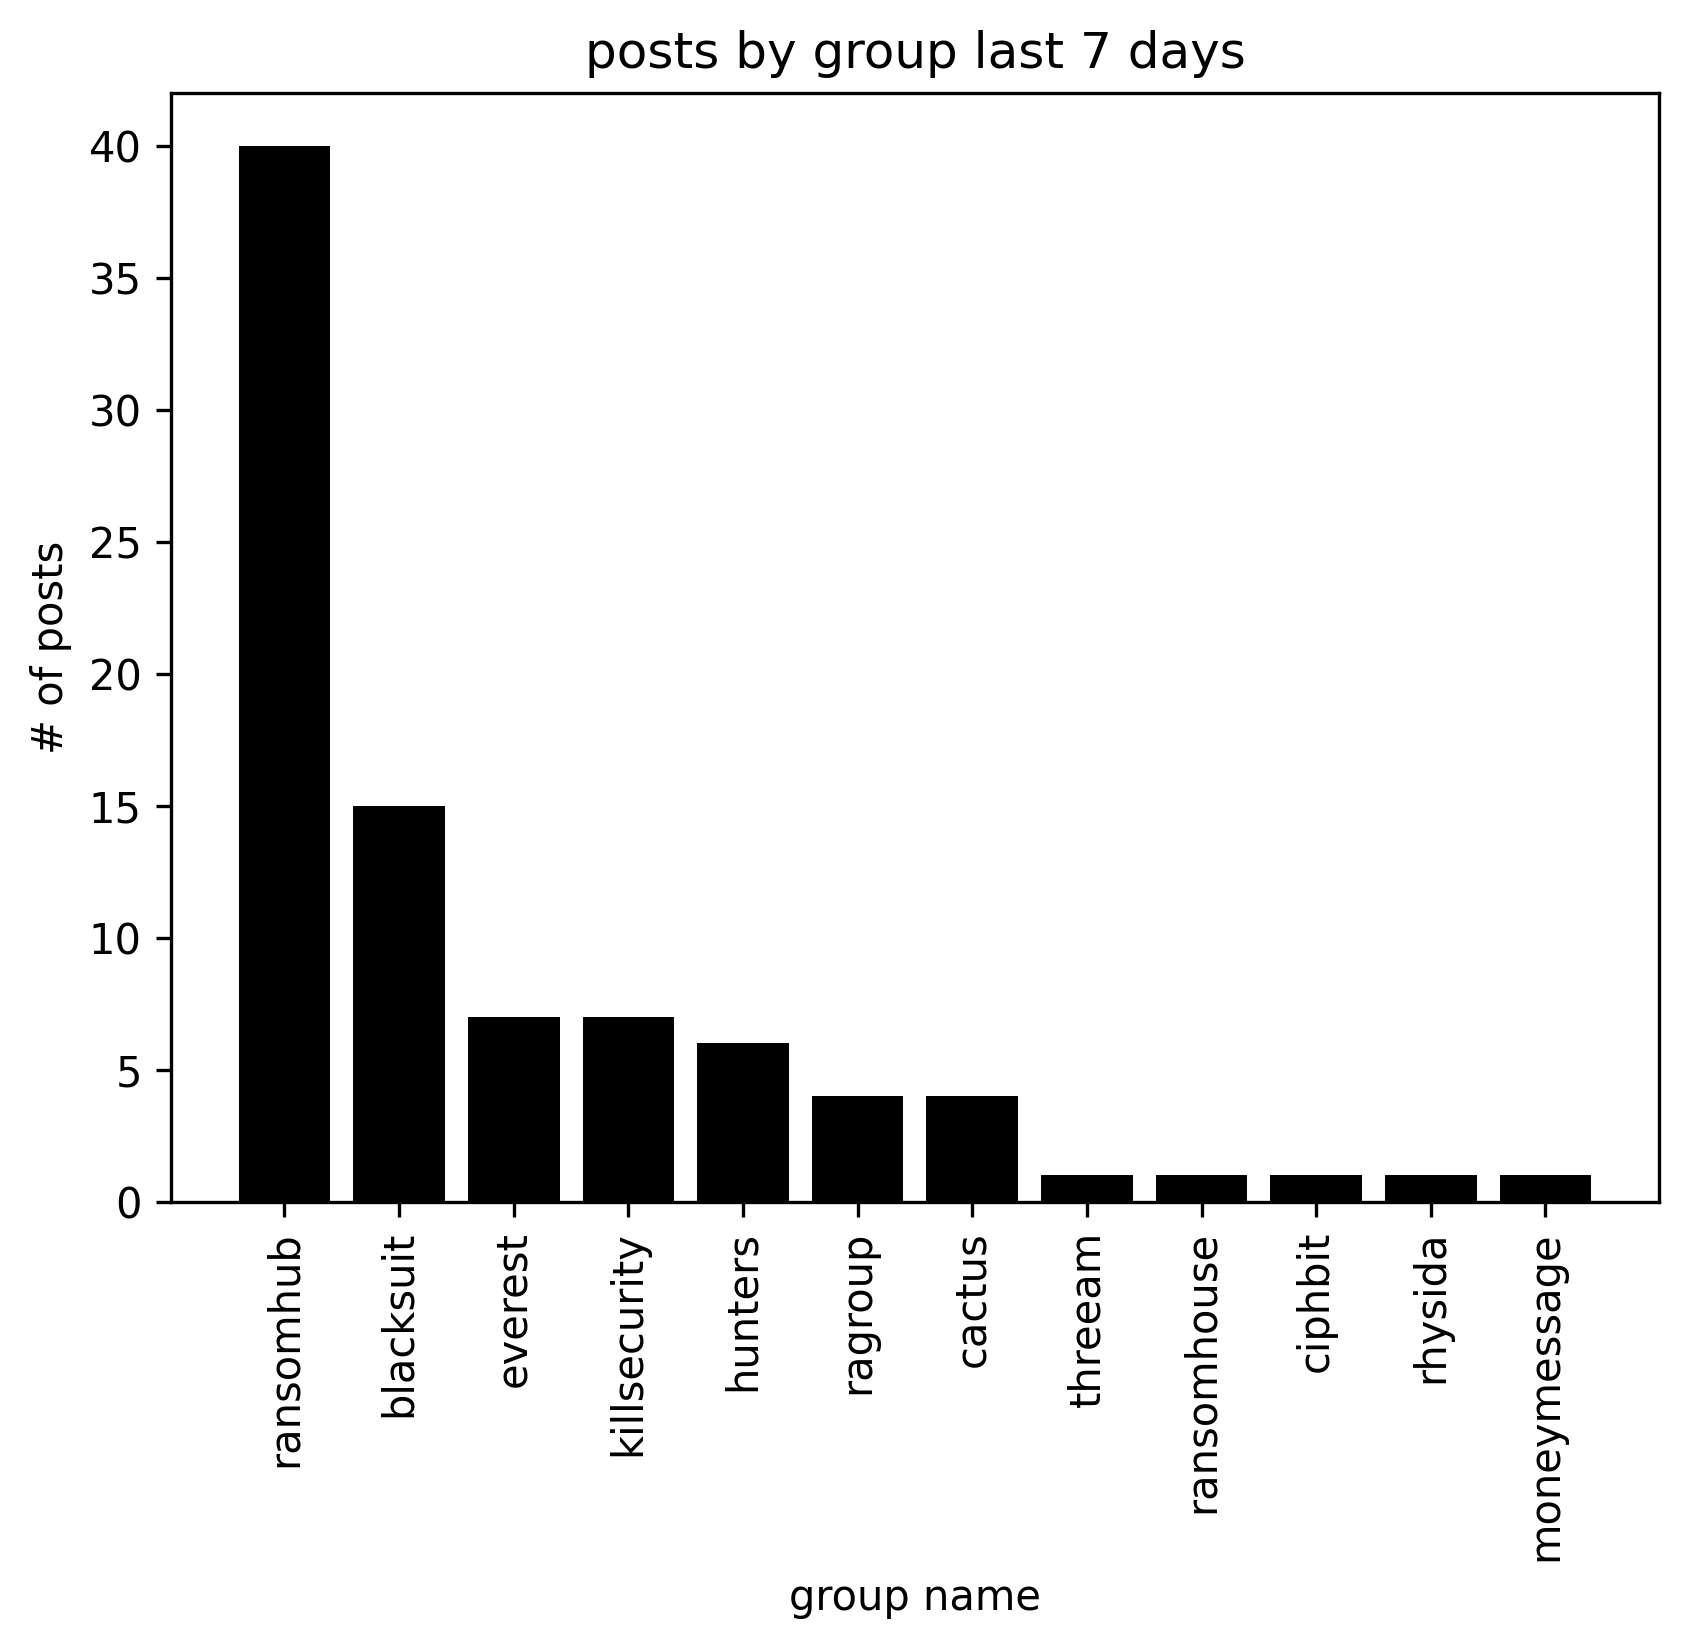 posts by group last 7 days
# of posts
40
35
30
25
20
15
10
5
0
ransomhub
blacksuit
everest
killsecurity
hunters
ragroup
cactus
threeam
ransomhouse
ciphbit
rhysida
moneymessage
group name